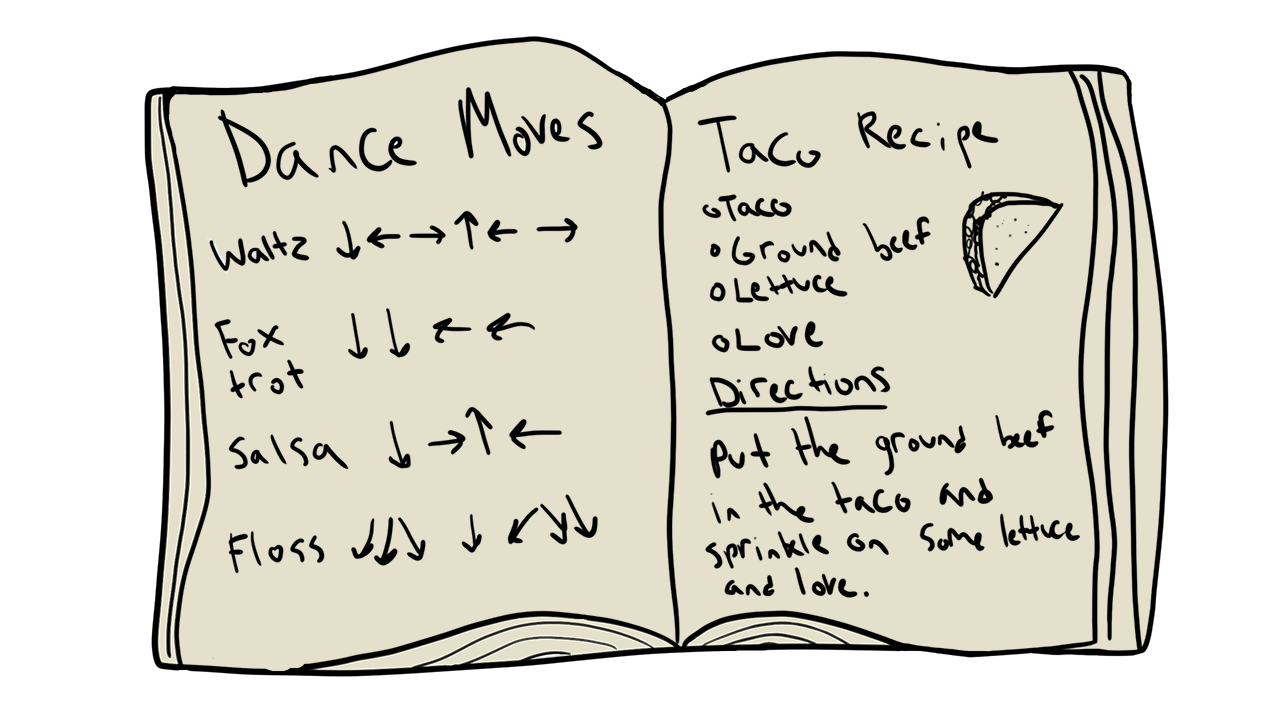 Dance Moves
Waltz ↓ ← → ↑ ← →
Fox ↓ ↓ ← ←
trot
Salsa ↓ → ↑ ←
Floss ↙ ↓ ↘ ↓ ↙ ↘ ↘
Taco Recipe
○ Taco
○ Ground beef
○ Lettuce
○ Love
Directions
Put the ground beef
in the taco and
sprinkle on some lettuce
and love.